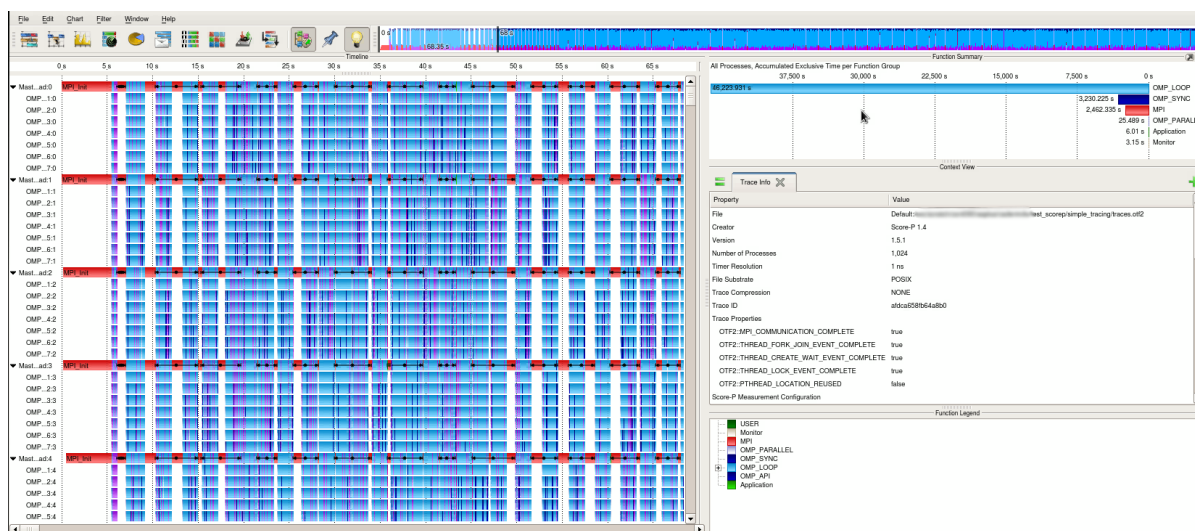 File Edit Chart Filter Window Help
0 s 68 s
68.35 s
Timeline
0 s 5 s 10 s 15 s 20 s 25 s 30 s 35 s 40 s 45 s 50 s 55 s 60 s 65 s
Mast...ad:0 MPI_Init
OMP...1:0
OMP...2:0
OMP...3:0
OMP...4:0
OMP...5:0
OMP...6:0
OMP...7:0
Mast...ad:1 MPI_Init
OMP...1:1
OMP...2:1
OMP...3:1
OMP...4:1
OMP...5:1
OMP...6:1
OMP...7:1
Mast...ad:2 MPI_Init
OMP...1:2
OMP...2:2
OMP...3:2
OMP...4:2
OMP...5:2
OMP...6:2
OMP...7:2
Mast...ad:3 MPI_Init
OMP...1:3
OMP...2:3
OMP...3:3
OMP...4:3
OMP...5:3
OMP...6:3
OMP...7:3
Mast...ad:4 MPI_Init
OMP...1:4
OMP...2:4
OMP...3:4
OMP...4:4
OMP...5:4
Function Summary
All Processes, Accumulated Exclusive Time per Function Group
37,500 s 30,000 s 22,500 s 15,000 s 7,500 s 0 s
46,223.931 s OMP_LOOP
3,230.225 s OMP_SYNC
2,462.335 s MPI
25.489 s OMP_PARALL
6.01 s Application
3.15 s Monitor
Context View
Trace Info
Property Value
File Default: test_scorep/simple_tracing/traces.otf2
Creator Score-P 1.4
Version 1.5.1
Number of Processes 1,024
Timer Resolution 1 ns
File Substrate POSIX
Trace Compression NONE
Trace ID afdca658fb64a8b0
Trace Properties
OTF2::MPI_COMMUNICATION_COMPLETE true
OTF2::THREAD_FORK_JOIN_EVENT_COMPLETE true
OTF2::THREAD_CREATE_WAIT_EVENT_COMPLETE true
OTF2::THREAD_LOCK_EVENT_COMPLETE true
OTF2::PTHREAD_LOCATION_REUSED false
Score-P Measurement Configuration
Function Legend
USER
Monitor
MPI
OMP_PARALLEL
OMP_SYNC
OMP_LOOP
OMP_API
Application